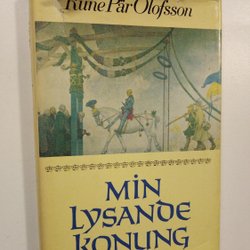 Rune Pär Olofsson
MIN
LYSANDE
KONUNG